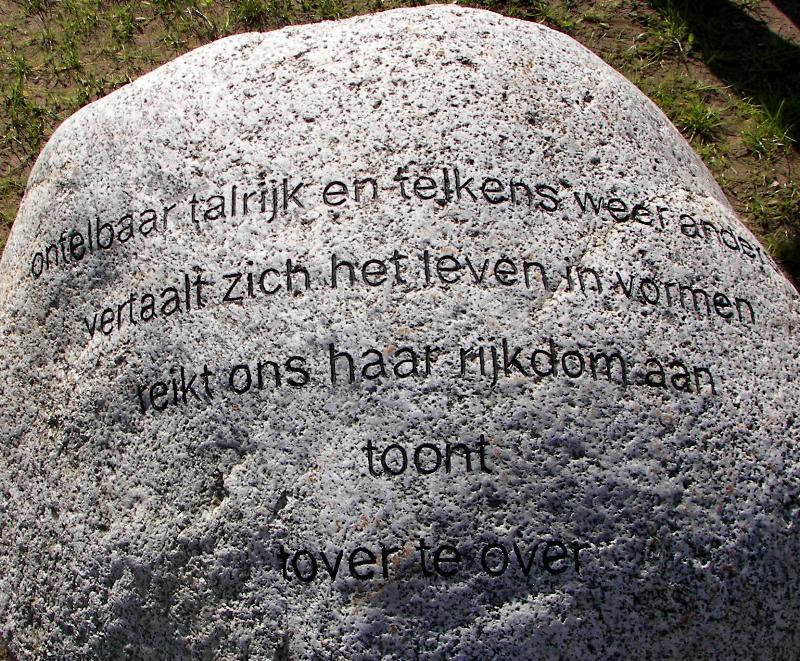 ontelbaar talrijk en telkens weer ander
vertaalt zich het leven in vormen
reikt ons haar rijkdom aan
toont
tover te over